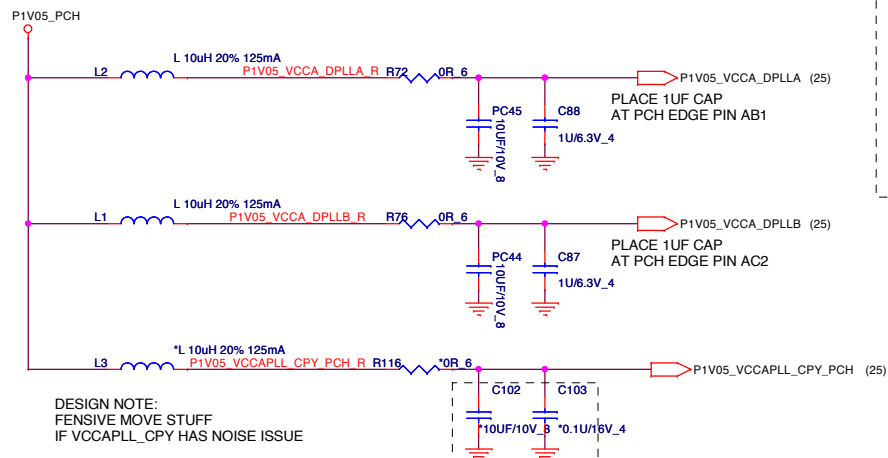 P1V05_PCH
L 10uH 20% 125mA
L2 P1V05_VCCA_DPLLA_R R72 0R_6 P1V05_VCCA_DPLLA (25)
PLACE 1UF CAP
AT PCH EDGE PIN AB1
PC45 C88
10UF/10V_8 1U/6.3V_4
L 10uH 20% 125mA
L1 P1V05_VCCA_DPLLB_R R76 0R_6 P1V05_VCCA_DPLLB (25)
PLACE 1UF CAP
AT PCH EDGE PIN AC2
PC44 C87
10UF/10V_8 1U/6.3V_4
*L 10uH 20% 125mA
L3 P1V05_VCCAPLL_CPY_PCH_R R116 *0R_6 P1V05_VCCAPLL_CPY_PCH (25)
C102 C103
*10UF/10V_8 *0.1U/16V_4
DESIGN NOTE:
FENSIVE MOVE STUFF
IF VCCAPLL_CPY HAS NOISE ISSUE